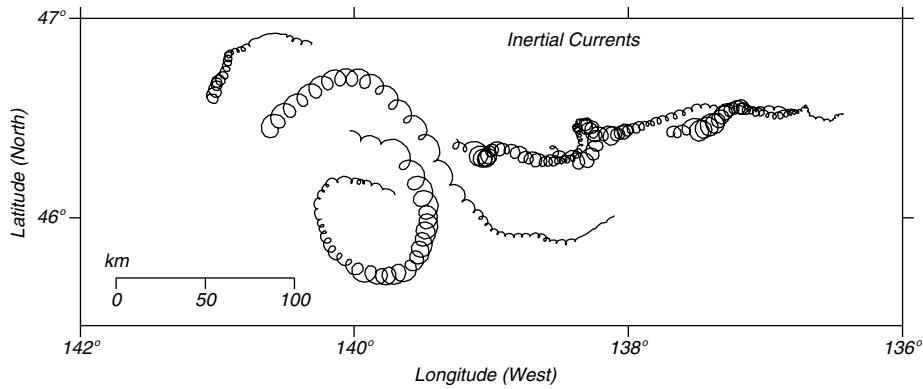 47°
Inertial Currents
Latitude (North)
46°
km
0 50 100
142° 140° 138° 136°
Longitude (West)